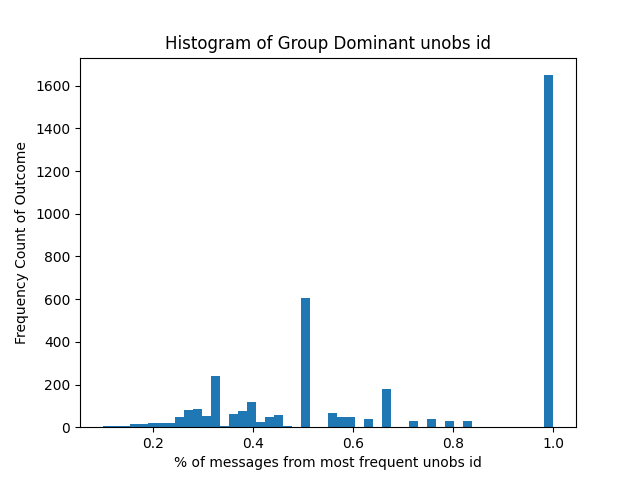 Histogram of Group Dominant unobs id
Frequency Count of Outcome
1600
1400
1200
1000
800
600
400
200
0
0.2 0.4 0.6 0.8 1.0
% of messages from most frequent unobs id